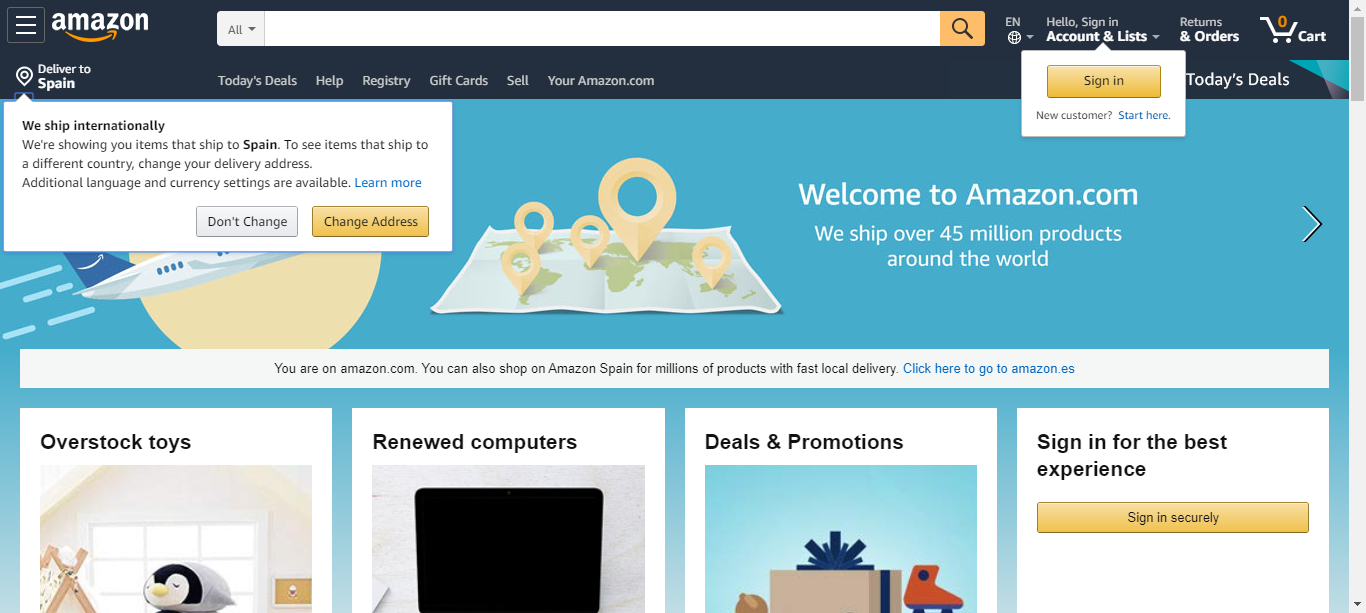 amazon
All
EN
Hello, Sign in
Account & Lists
Returns
& Orders
0
Cart
Deliver to
Spain
Today's Deals
Help
Registry
Gift Cards
Sell
Your Amazon.com
Sign in
New customer? Start here.
Today's Deals
We ship internationally
We're showing you items that ship to Spain. To see items that ship to
a different country, change your delivery address.
Additional language and currency settings are available. Learn more
Don't Change
Change Address
Welcome to Amazon.com
We ship over 45 million products
around the world
You are on amazon.com. You can also shop on Amazon Spain for millions of products with fast local delivery. Click here to go to amazon.es
Overstock toys
Renewed computers
Deals & Promotions
Sign in for the best
experience
Sign in securely